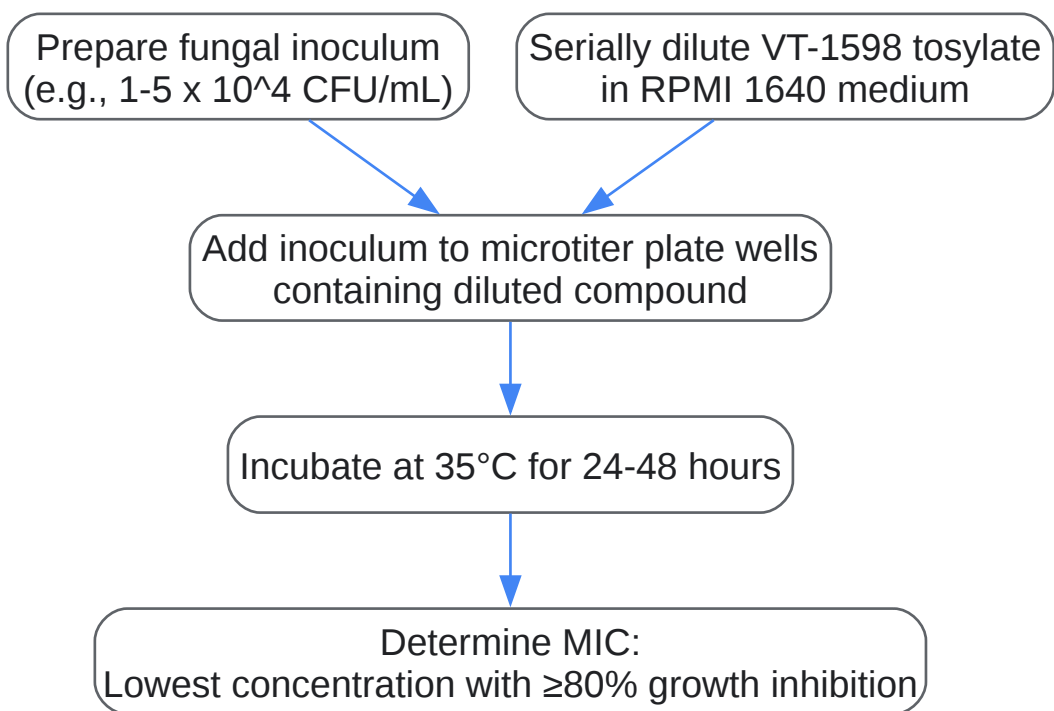 Prepare fungal inoculum
(e.g., 1-5 x 10^4 CFU/mL)
Serially dilute VT-1598 tosylate
in RPMI 1640 medium
Add inoculum to microtiter plate wells
containing diluted compound
Incubate at 35°C for 24-48 hours
Determine MIC:
Lowest concentration with ≥80% growth inhibition